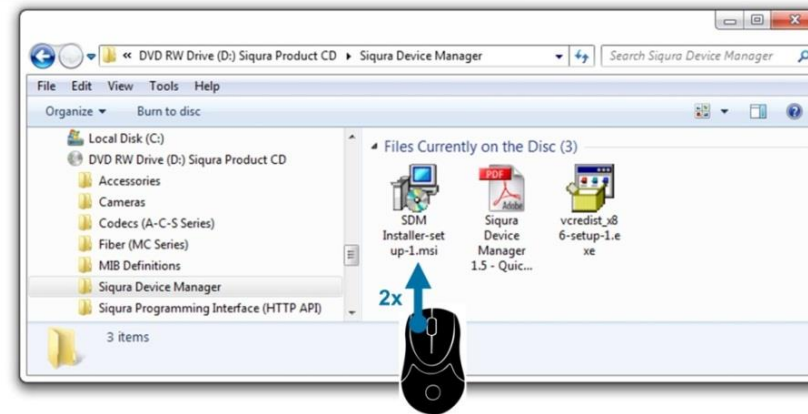 « DVD RW Drive (D:) Siqura Product CD ▸ Siqura Device Manager
Search Siqura Device Manager
File Edit View Tools Help
Organize Burn to disc
Local Disk (C:)
DVD RW Drive (D:) Siqura Product CD
Accessories
Cameras
Codecs (A-C-S Series)
Fiber (MC Series)
MIB Definitions
Siqura Device Manager
Siqura Programming Interface (HTTP API)
Files Currently on the Disc (3)
PDF
Adobe
SDM
Installer-set
up-1.msi
Siqura
Device
Manager
1.5 - Quic...
vcredist_x8
6-setup-1.e
xe
2x
3 items